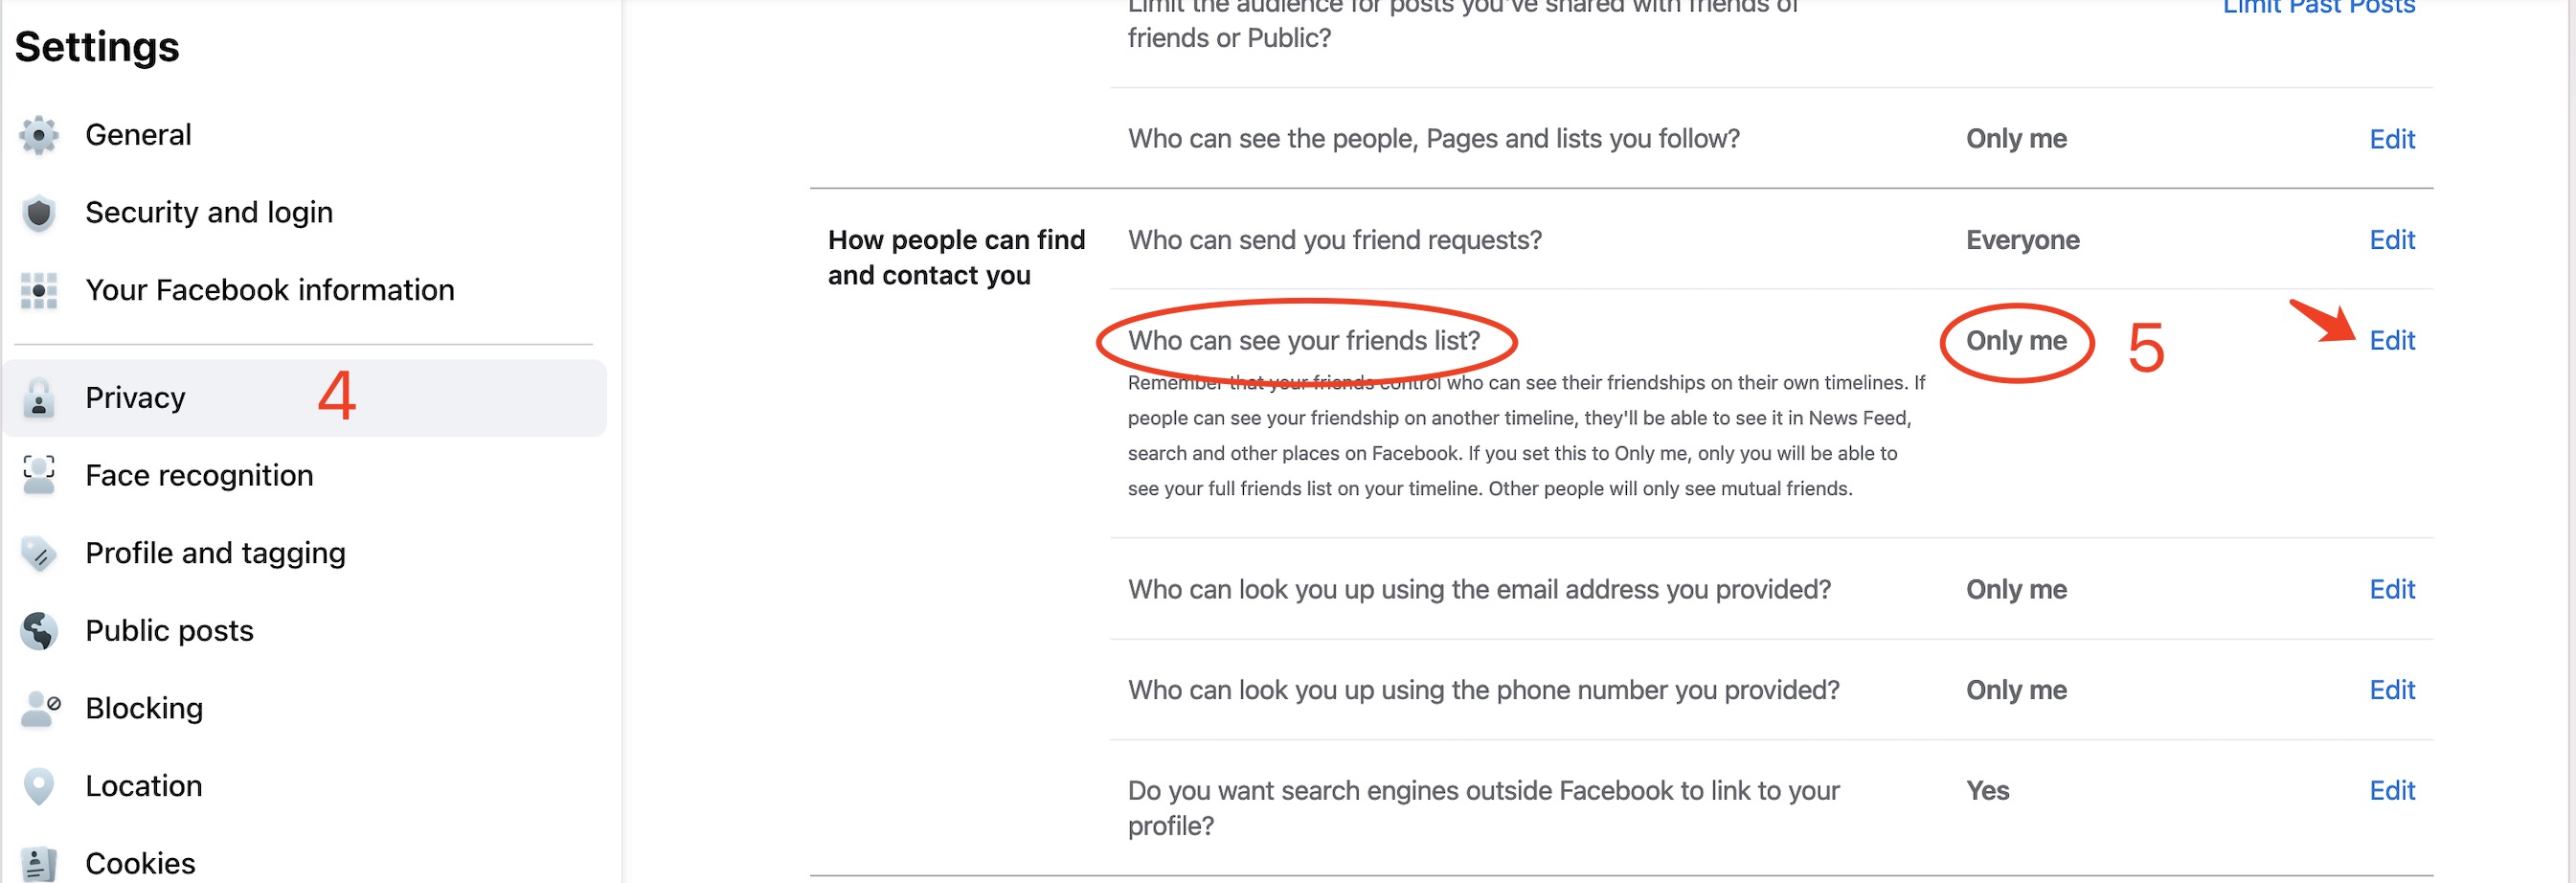 Settings
General
Security and login
Your Facebook information
Privacy
4
Face recognition
Profile and tagging
Public posts
Blocking
Location
Cookies
Limit the audience for posts you've shared with friends of
friends or Public?
Limit Past Posts
Who can see the people, Pages and lists you follow?
Only me
Edit
How people can find
and contact you
Who can send you friend requests?
Everyone
Edit
Who can see your friends list?
Only me
5
Edit
Remember that your friends control who can see their friendships on their own timelines. If
people can see your friendship on another timeline, they'll be able to see it in News Feed,
search and other places on Facebook. If you set this to Only me, only you will be able to
see your full friends list on your timeline. Other people will only see mutual friends.
Who can look you up using the email address you provided?
Only me
Edit
Who can look you up using the phone number you provided?
Only me
Edit
Do you want search engines outside Facebook to link to your
profile?
Yes
Edit